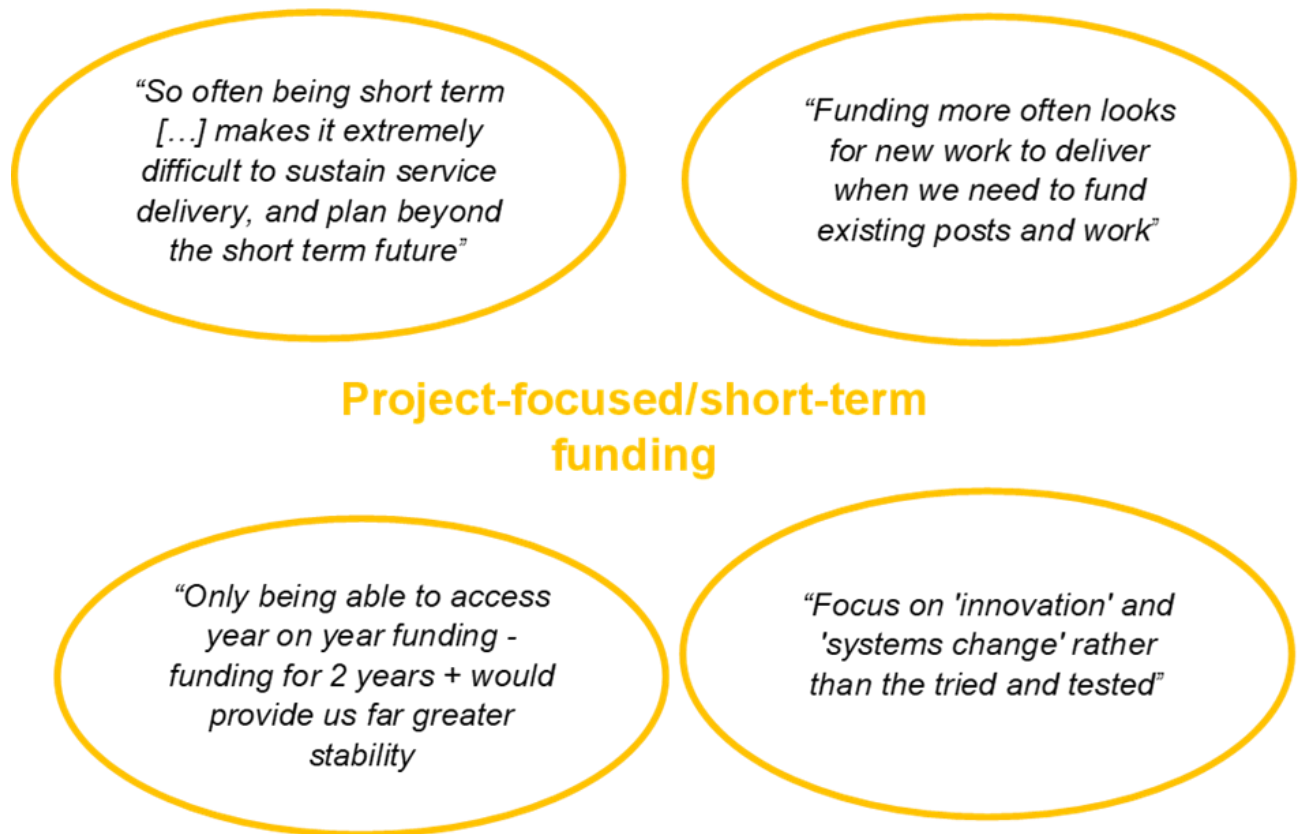 “So often being short term
[…] makes it extremely
difficult to sustain service
delivery, and plan beyond
the short term future”
“Funding more often looks
for new work to deliver
when we need to fund
existing posts and work”
Project-focused/short-term
funding
“Only being able to access
year on year funding -
funding for 2 years + would
provide us far greater
stability
“Focus on 'innovation' and
'systems change' rather
than the tried and tested”